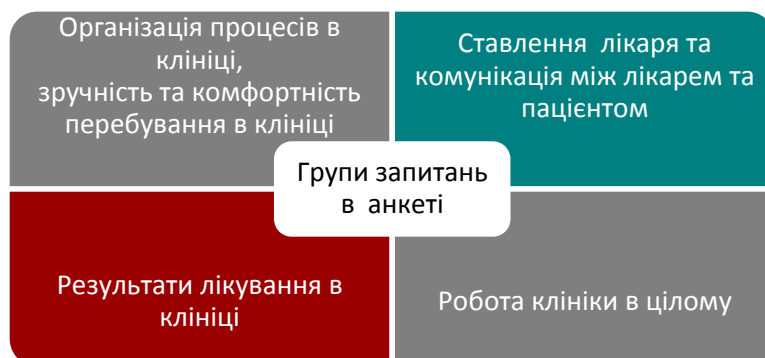 Організація процесів в
клініці,
зручність та комфортність
перебування в клініці
Ставлення лікаря та
комунікація між лікарем та
пацієнтом
Групи запитань
в анкеті
Результати лікування в
клініці
Робота клініки в цілому